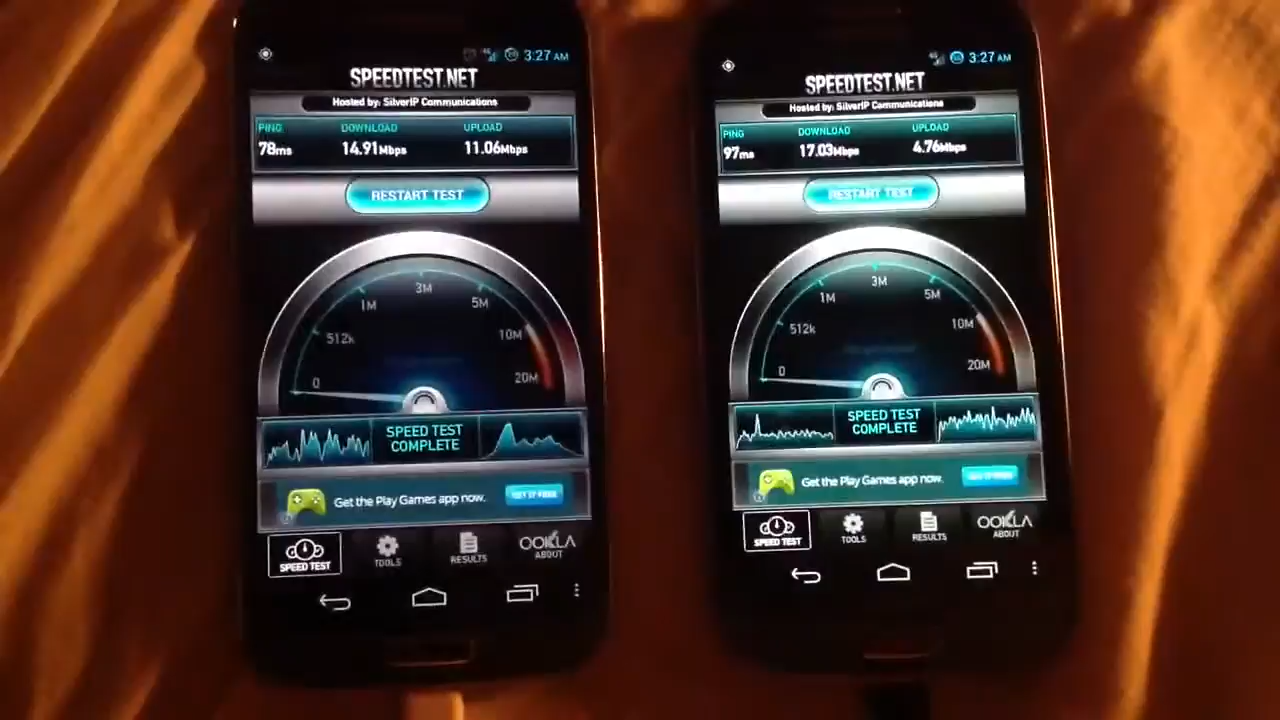 3:27 AM
SPEEDTEST.NET
Hosted by: SilverIP Communications
PING DOWNLOAD UPLOAD
78ms 14.91Mbps 11.06Mbps
RESTART TEST
0 512k 1M 3M 5M 10M 20M
SPEED TEST
COMPLETE
Get the Play Games app now. GET IT FREE
SPEED TEST TOOLS RESULTS OOKLA
ABOUT
3:27 AM
SPEEDTEST.NET
Hosted by: SilverIP Communications
PING DOWNLOAD UPLOAD
97ms 17.03Mbps 4.76Mbps
RESTART TEST
0 512k 1M 3M 5M 10M 20M
SPEED TEST
COMPLETE
Get the Play Games app now.
SPEED TEST TOOLS RESULTS OOKLA
ABOUT